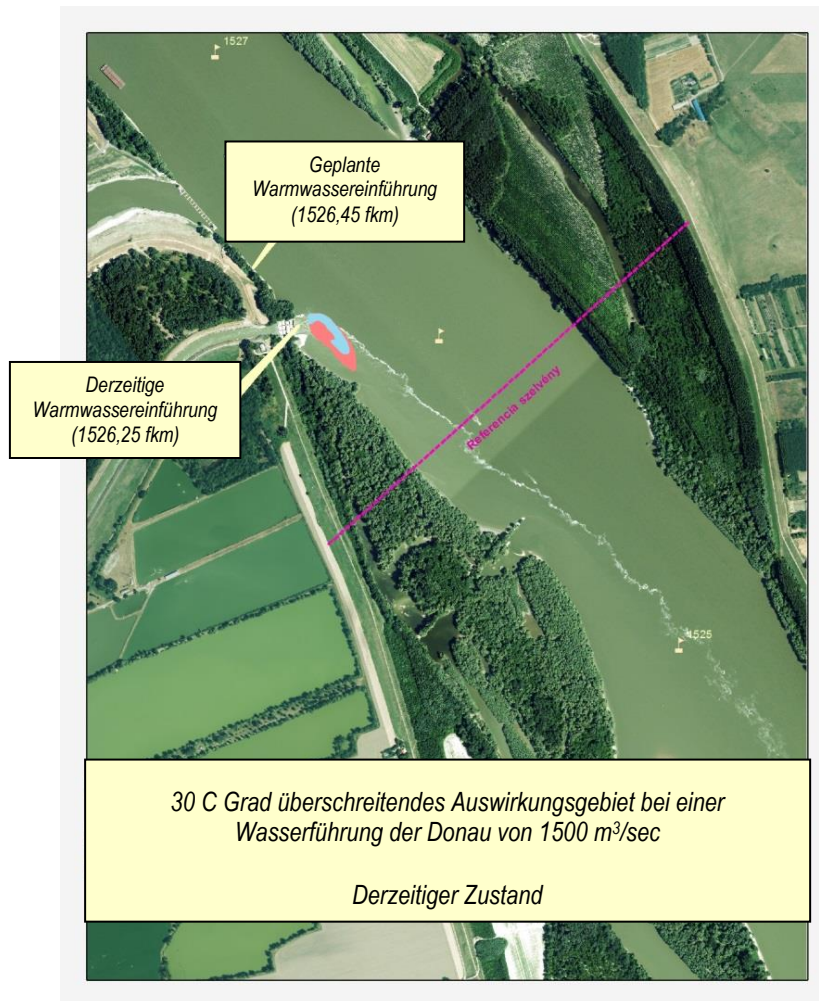 1527
Geplante
Warmwassereinführung
(1526,45 fkm)
Derzeitige
Warmwassereinführung
(1526,25 fkm)
Referencia szelvény
1525
30 C Grad überschreitendes Auswirkungsgebiet bei einer
Wasserführung der Donau von 1500 m³/sec
Derzeitiger Zustand